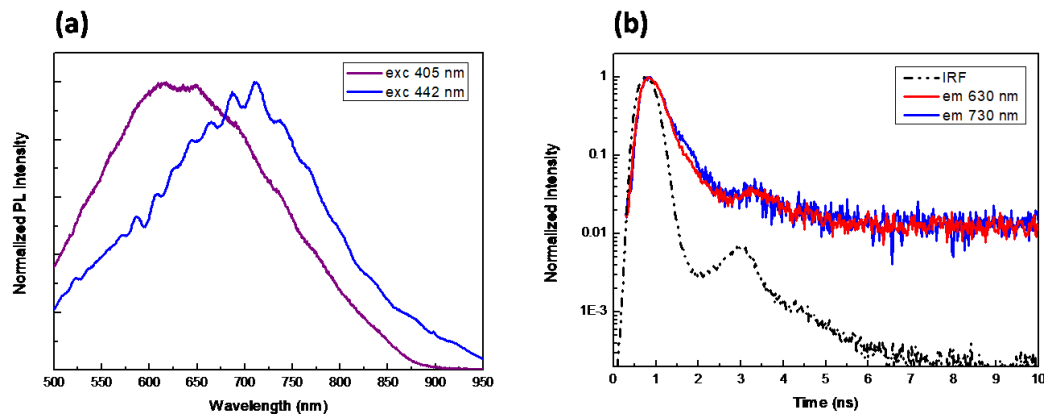 (a)
(b)
exc 405 nm
exc 442 nm
Normalized PL Intensity
500 550 600 650 700 750 800 850 900 950
Wavelength (nm)
IRF
em 630 nm
em 730 nm
Normalized Intensity
1
0.1
0.01
1E-3
0 1 2 3 4 5 6 7 8 9 10
Time (ns)